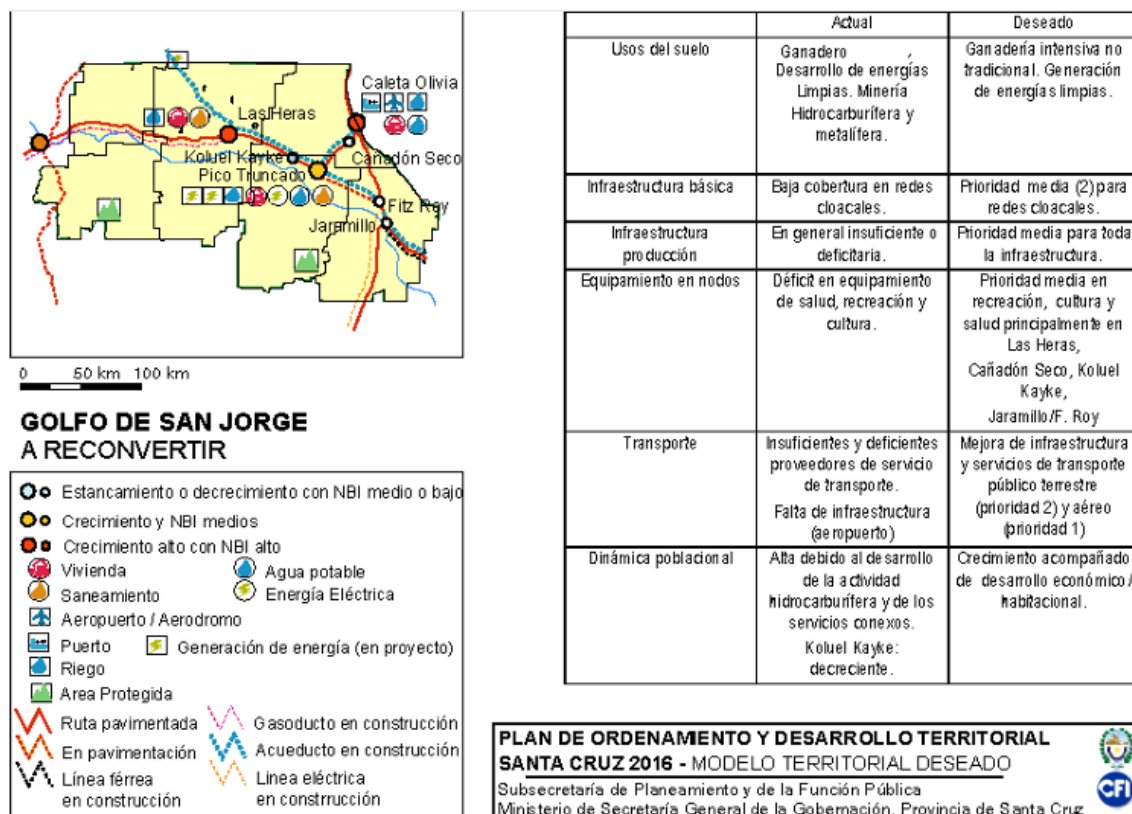 Caleta Olivia
Las Heras
Koluel Kayke
Cañadón Seco
Pico Truncado
Fitz Roy
Jaramillo
0 50 km 100 km
GOLFO DE SAN JORGE
A RECONVERTIR
Estancamiento o decrecimiento con NBI medio o bajo
Crecimiento y NBI medios
Crecimiento alto con NBI alto
Vivienda
Agua potable
Saneamiento
Energía Eléctrica
Aeropuerto / Aerodromo
Puerto
Generación de energía (en proyecto)
Riego
Area Protegida
Ruta pavimentada
Gasoducto en construcción
En pavimentación
Acueducto en construcción
Línea férrea
en construcción
Linea eléctrica
en constrrucción
Actual
Deseado
Usos del suelo
Ganadero ,
Desarrollo de energías
Limpias. Minería
Hidrocarburífera y
metalífera.
Ganadería intensiva no
tradicional. Generación
de energías limpias.
Infraestructura básica
Baja cobertura en redes
cloacales.
Prioridad media (2) para
redes cloacales.
Infraestructura
producción
En general insuficiente o
deficitaria.
Prioridad media para toda
la infraestructura.
Equipamiento en nodos
Déficit en equipamiento
de salud, recreación y
cultura.
Prioridad media en
recreación, cultura y
salud principalmente en
Las Heras,
Cañadón Seco, Koluel
Kayke,
Jaramillo/F. Roy
Transporte
Insuficientes y deficientes
proveedores de servicio
de transporte.
Falta de infraestructura
(aeropuerto)
Mejora de infraestructura
y servicios de transporte
público terrestre
(prioridad 2) y aéreo
(prioridad 1)
Dinámica poblacional
Alta debido al desarrollo
de la actividad
hidrocarburífera y de los
servicios conexos.
Koluel Kayke:
decreciente.
Crecimiento acompañado
de desarrollo económico/
habitacional.
PLAN DE ORDENAMIENTO Y DESARROLLO TERRITORIAL
SANTA CRUZ 2016 - MODELO TERRITORIAL DESEADO
Subsecretaría de Planeamiento y de la Función Pública
Ministerio de Secretaría General de la Gobernación. Provincia de Santa Cruz
CFI